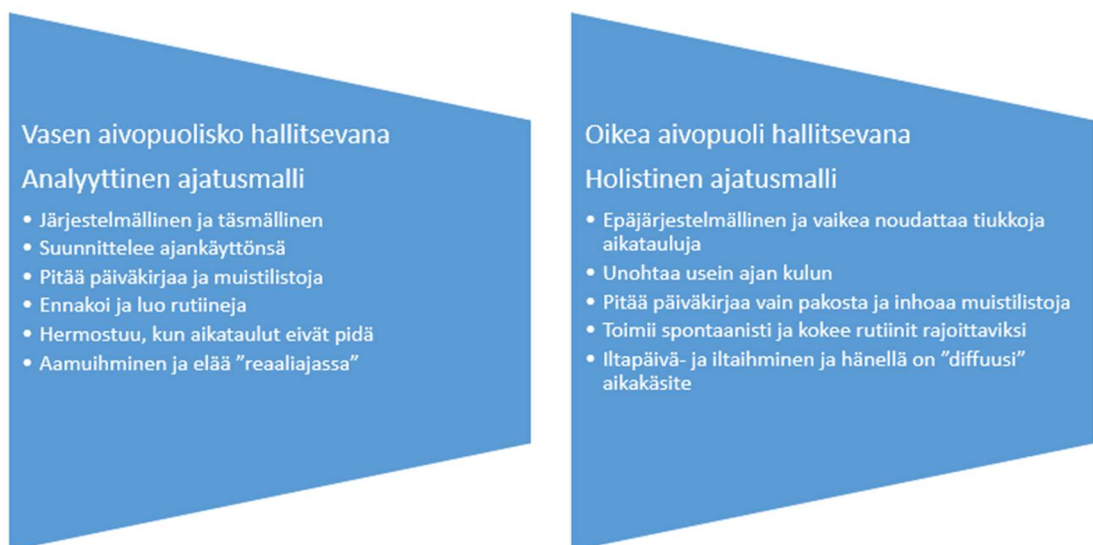 Vasen aivopuolisko hallitsevana
Analyyttinen ajatusmalli
• Järjestelmällinen ja täsmällinen
• Suunnittelee ajankäyttönsä
• Pitää päiväkirjaa ja muistilistoja
• Ennakoi ja luo rutiineja
• Hermostuu, kun aikataulut eivät pidä
• Aamuihminen ja elää ”reaaliajassa”
Oikea aivopuoli hallitsevana
Holistinen ajatusmalli
• Epäjärjestelmällinen ja vaikea noudattaa tiukkoja
aikatauluja
• Unohtaa usein ajan kulun
• Pitää päiväkirjaa vain pakosta ja inhoaa muistilistoja
• Toimii spontaanisti ja kokee rutiinit rajoittaviksi
• Iltapäivä- ja iltaihminen ja hänellä on ”diffuusi”
aikakäsite